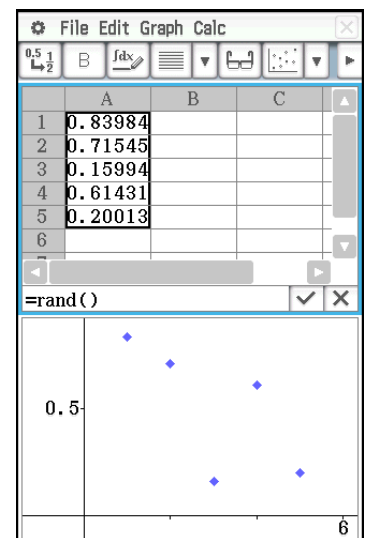 File Edit Graph Calc
0.5 1 2 B ∫dx
A B C
1 0.83984
2 0.71545
3 0.15994
4 0.61431
5 0.20013
6
=rand()
0.5
6